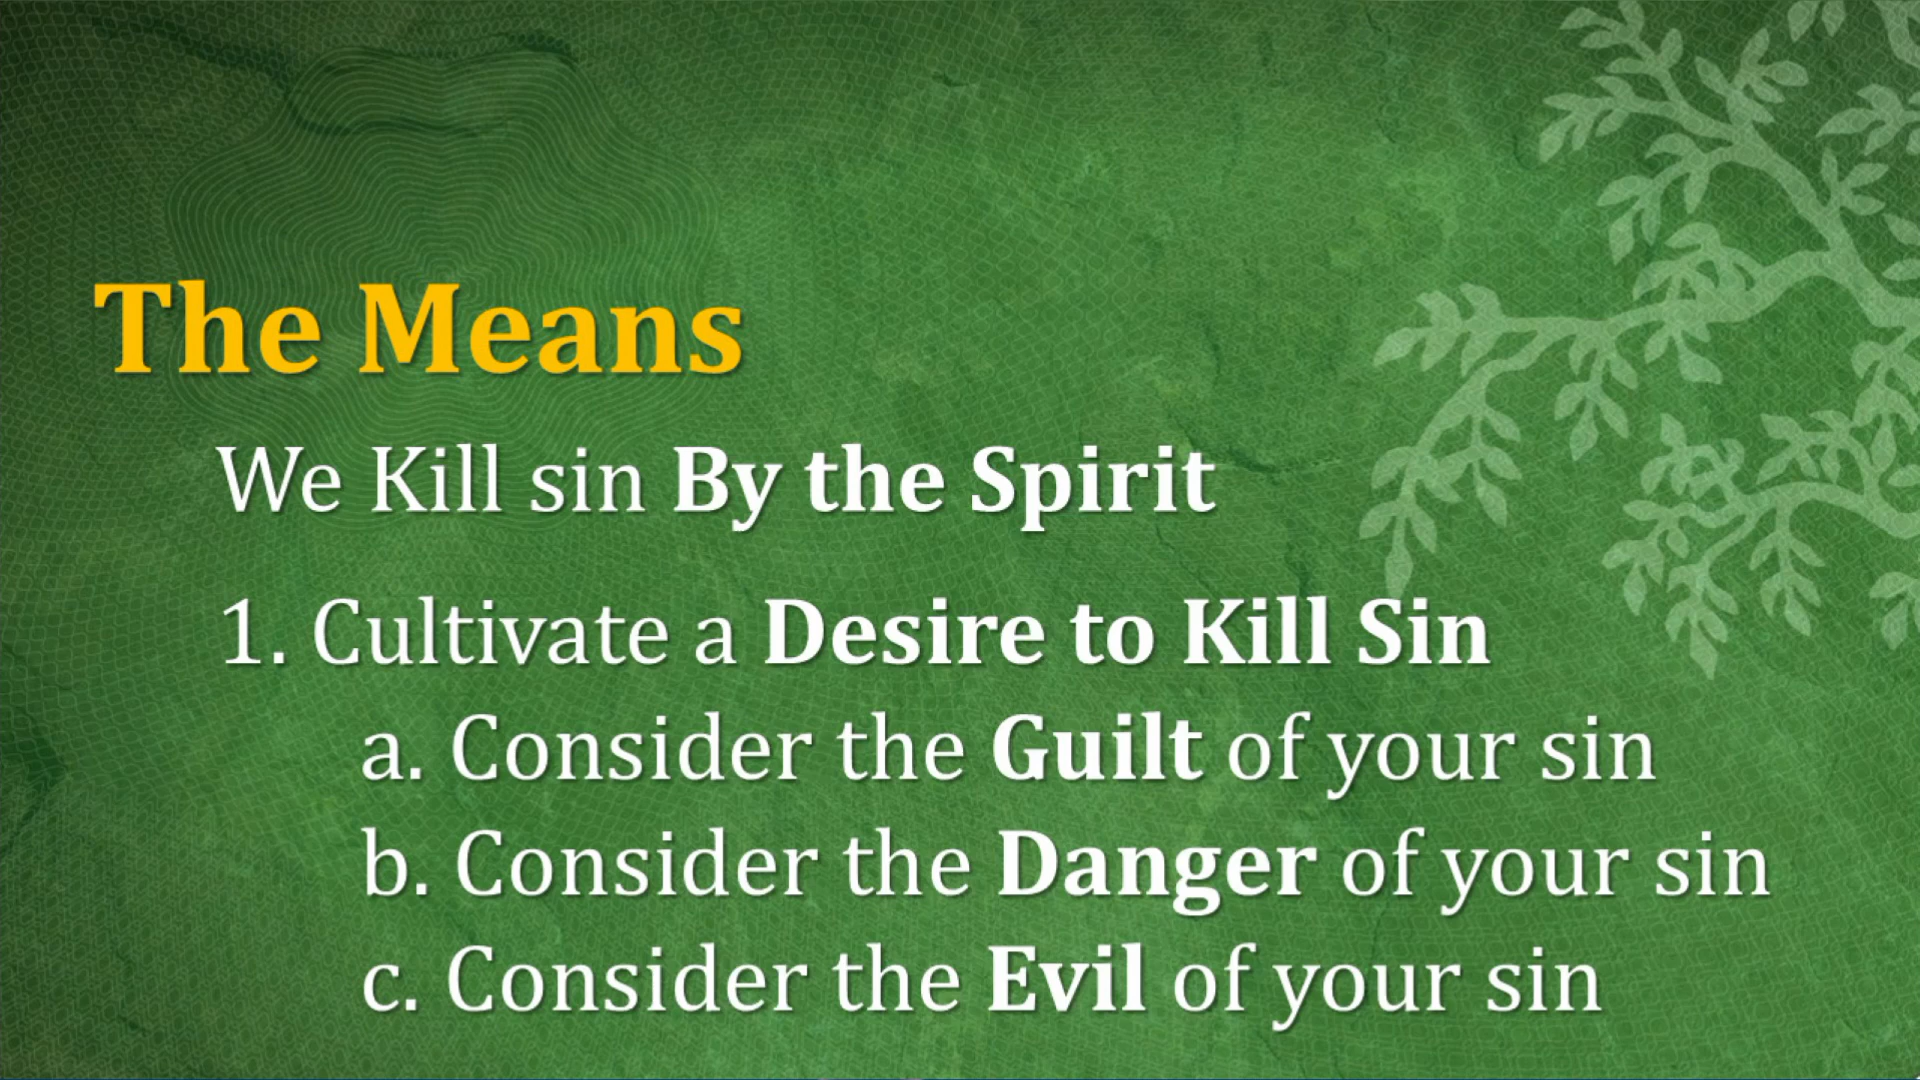 The Means
We Kill sin By the Spirit
1. Cultivate a Desire to Kill Sin
a. Consider the Guilt of your sin
b. Consider the Danger of your sin
c. Consider the Evil of your sin